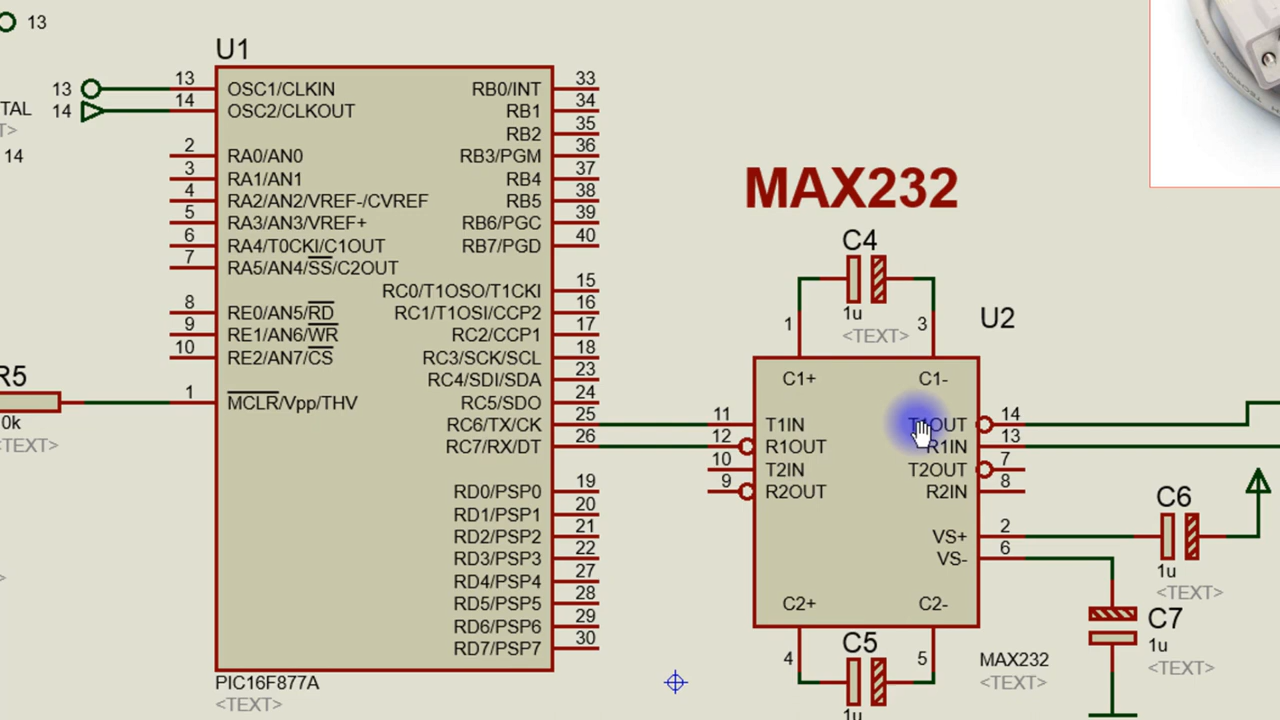 13
U1
13
13
OSC1/CLKIN
RB0/INT
33
TAL
14
14
OSC2/CLKOUT
RB1
34
RB2
35
14
2
RA0/AN0
RB3/PGM
36
3
RA1/AN1
RB4
37
4
RA2/AN2/VREF-/CVREF
RB5
38
5
RA3/AN3/VREF+
RB6/PGC
39
6
RA4/T0CKI/C1OUT
RB7/PGD
40
7
RA5/AN4/SS/C2OUT
RC0/T1OSO/T1CKI
15
8
RE0/AN5/RD
RC1/T1OSI/CCP2
16
9
RE1/AN6/WR
RC2/CCP1
17
10
RE2/AN7/CS
RC3/SCK/SCL
18
RC4/SDI/SDA
23
R5
1
MCLR/Vpp/THV
RC5/SDO
24
0k
RC6/TX/CK
25
<TEXT>
RC7/RX/DT
26
RD0/PSP0
19
RD1/PSP1
20
RD2/PSP2
21
RD3/PSP3
22
RD4/PSP4
27
RD5/PSP5
28
RD6/PSP6
29
RD7/PSP7
30
PIC16F877A
<TEXT>
MAX232
C4
1u
<TEXT>
1
3
U2
C1+
C1-
11
T1IN
T1OUT
14
12
R1OUT
R1IN
13
10
T2IN
T2OUT
7
9
R2OUT
R2IN
8
VS+
2
VS-
6
C2+
C2-
4
C5
5
1u
MAX232
<TEXT>
C6
1u
<TEXT>
C7
1u
<TEXT>